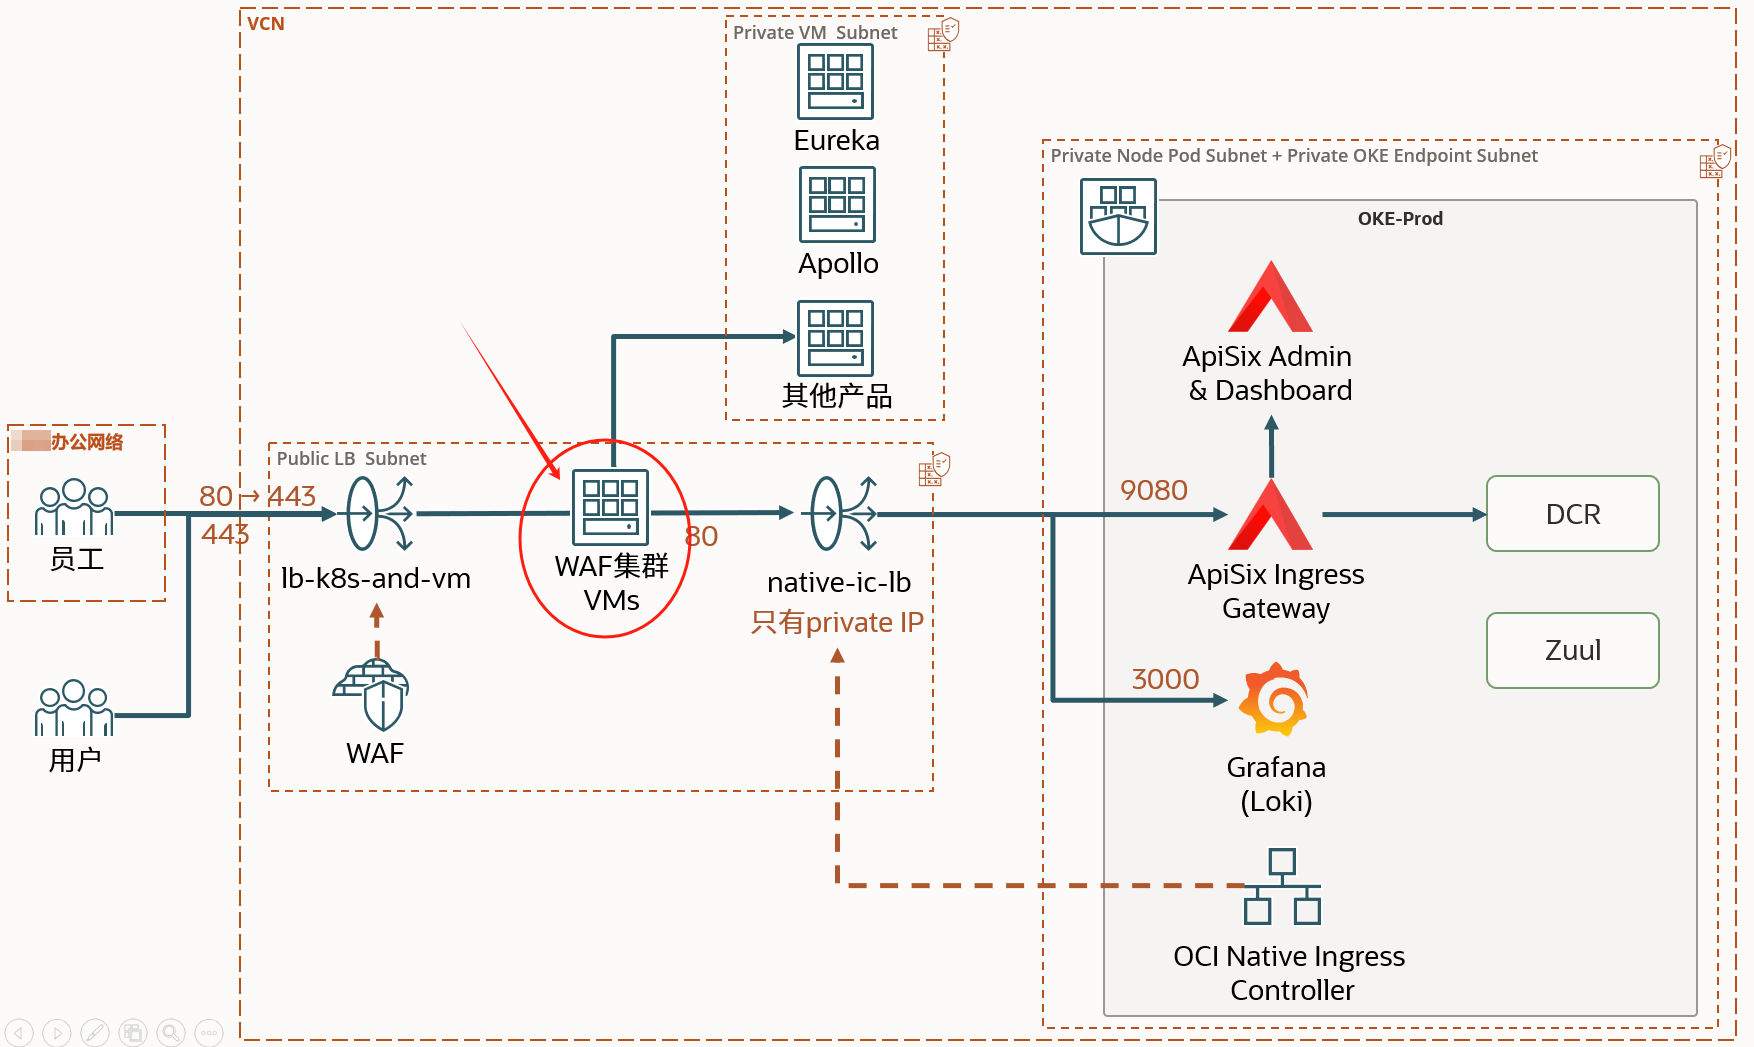 VCN
Private VM  Subnet
Eureka
Apollo
其他产品
Private Node Pod Subnet + Private OKE Endpoint Subnet
OKE-Prod
ApiSix Admin
& Dashboard
办公网络
员工
用户
80→443
443
Public LB  Subnet
lb-k8s-and-vm
WAF
WAF集群
VMs
80
native-ic-lb
只有private IP
9080
ApiSix Ingress
Gateway
DCR
Zuul
3000
Grafana
(Loki)
OCI Native Ingress
Controller